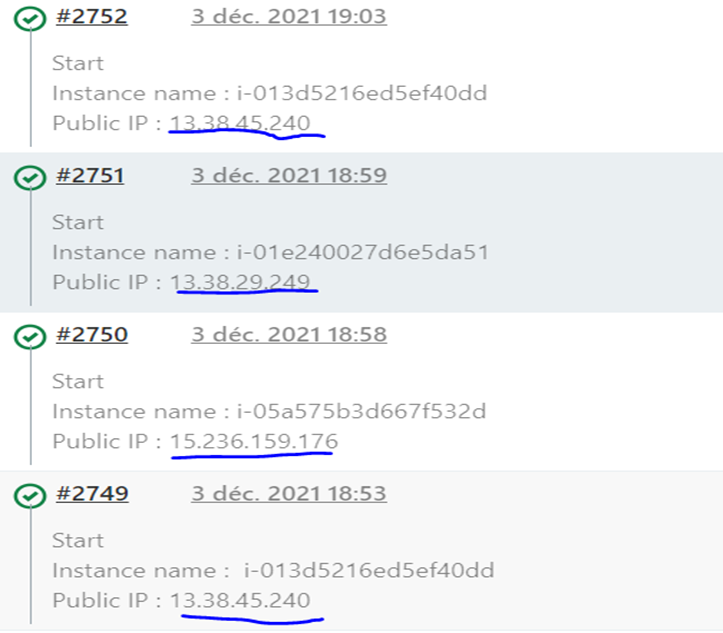 #2752 3 déc. 2021 19:03
Start
Instance name : i-013d5216ed5ef40dd
Public IP : 13.38.45.240
#2751 3 déc. 2021 18:59
Start
Instance name : i-01e240027d6e5da51
Public IP : 13.38.29.249
#2750 3 déc. 2021 18:58
Start
Instance name : i-05a575b3d667f532d
Public IP : 15.236.159.176
#2749 3 déc. 2021 18:53
Start
Instance name : i-013d5216ed5ef40dd
Public IP : 13.38.45.240